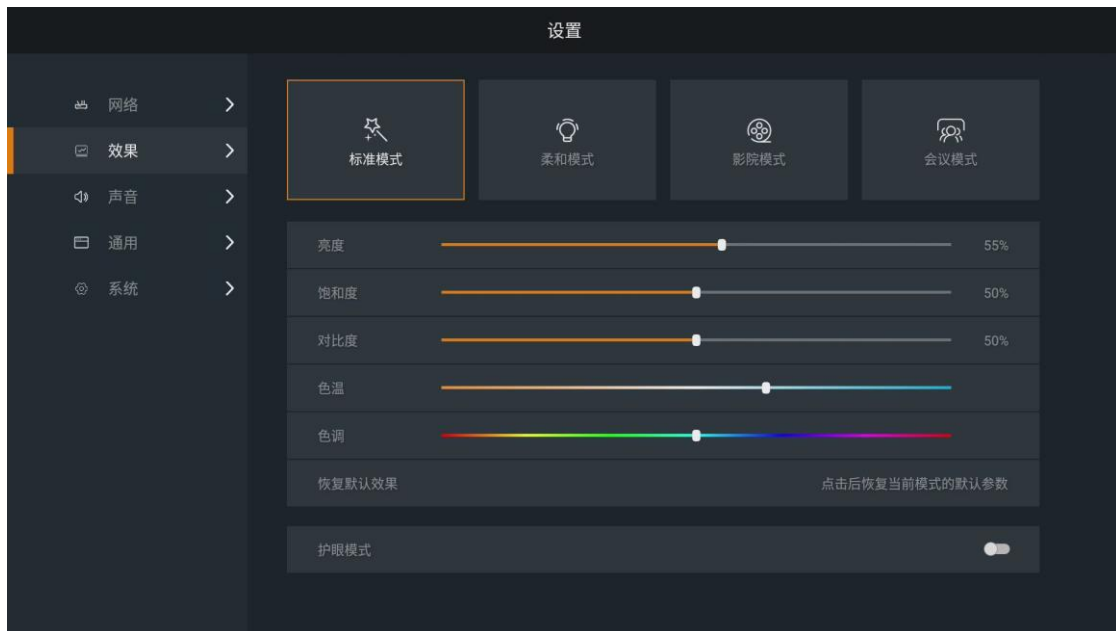 设置
网络
效果
声音
通用
系统
标准模式
柔和模式
影院模式
会议模式
亮度 55%
饱和度 50%
对比度 50%
色温
色调
恢复默认效果 点击后恢复当前模式的默认参数
护眼模式